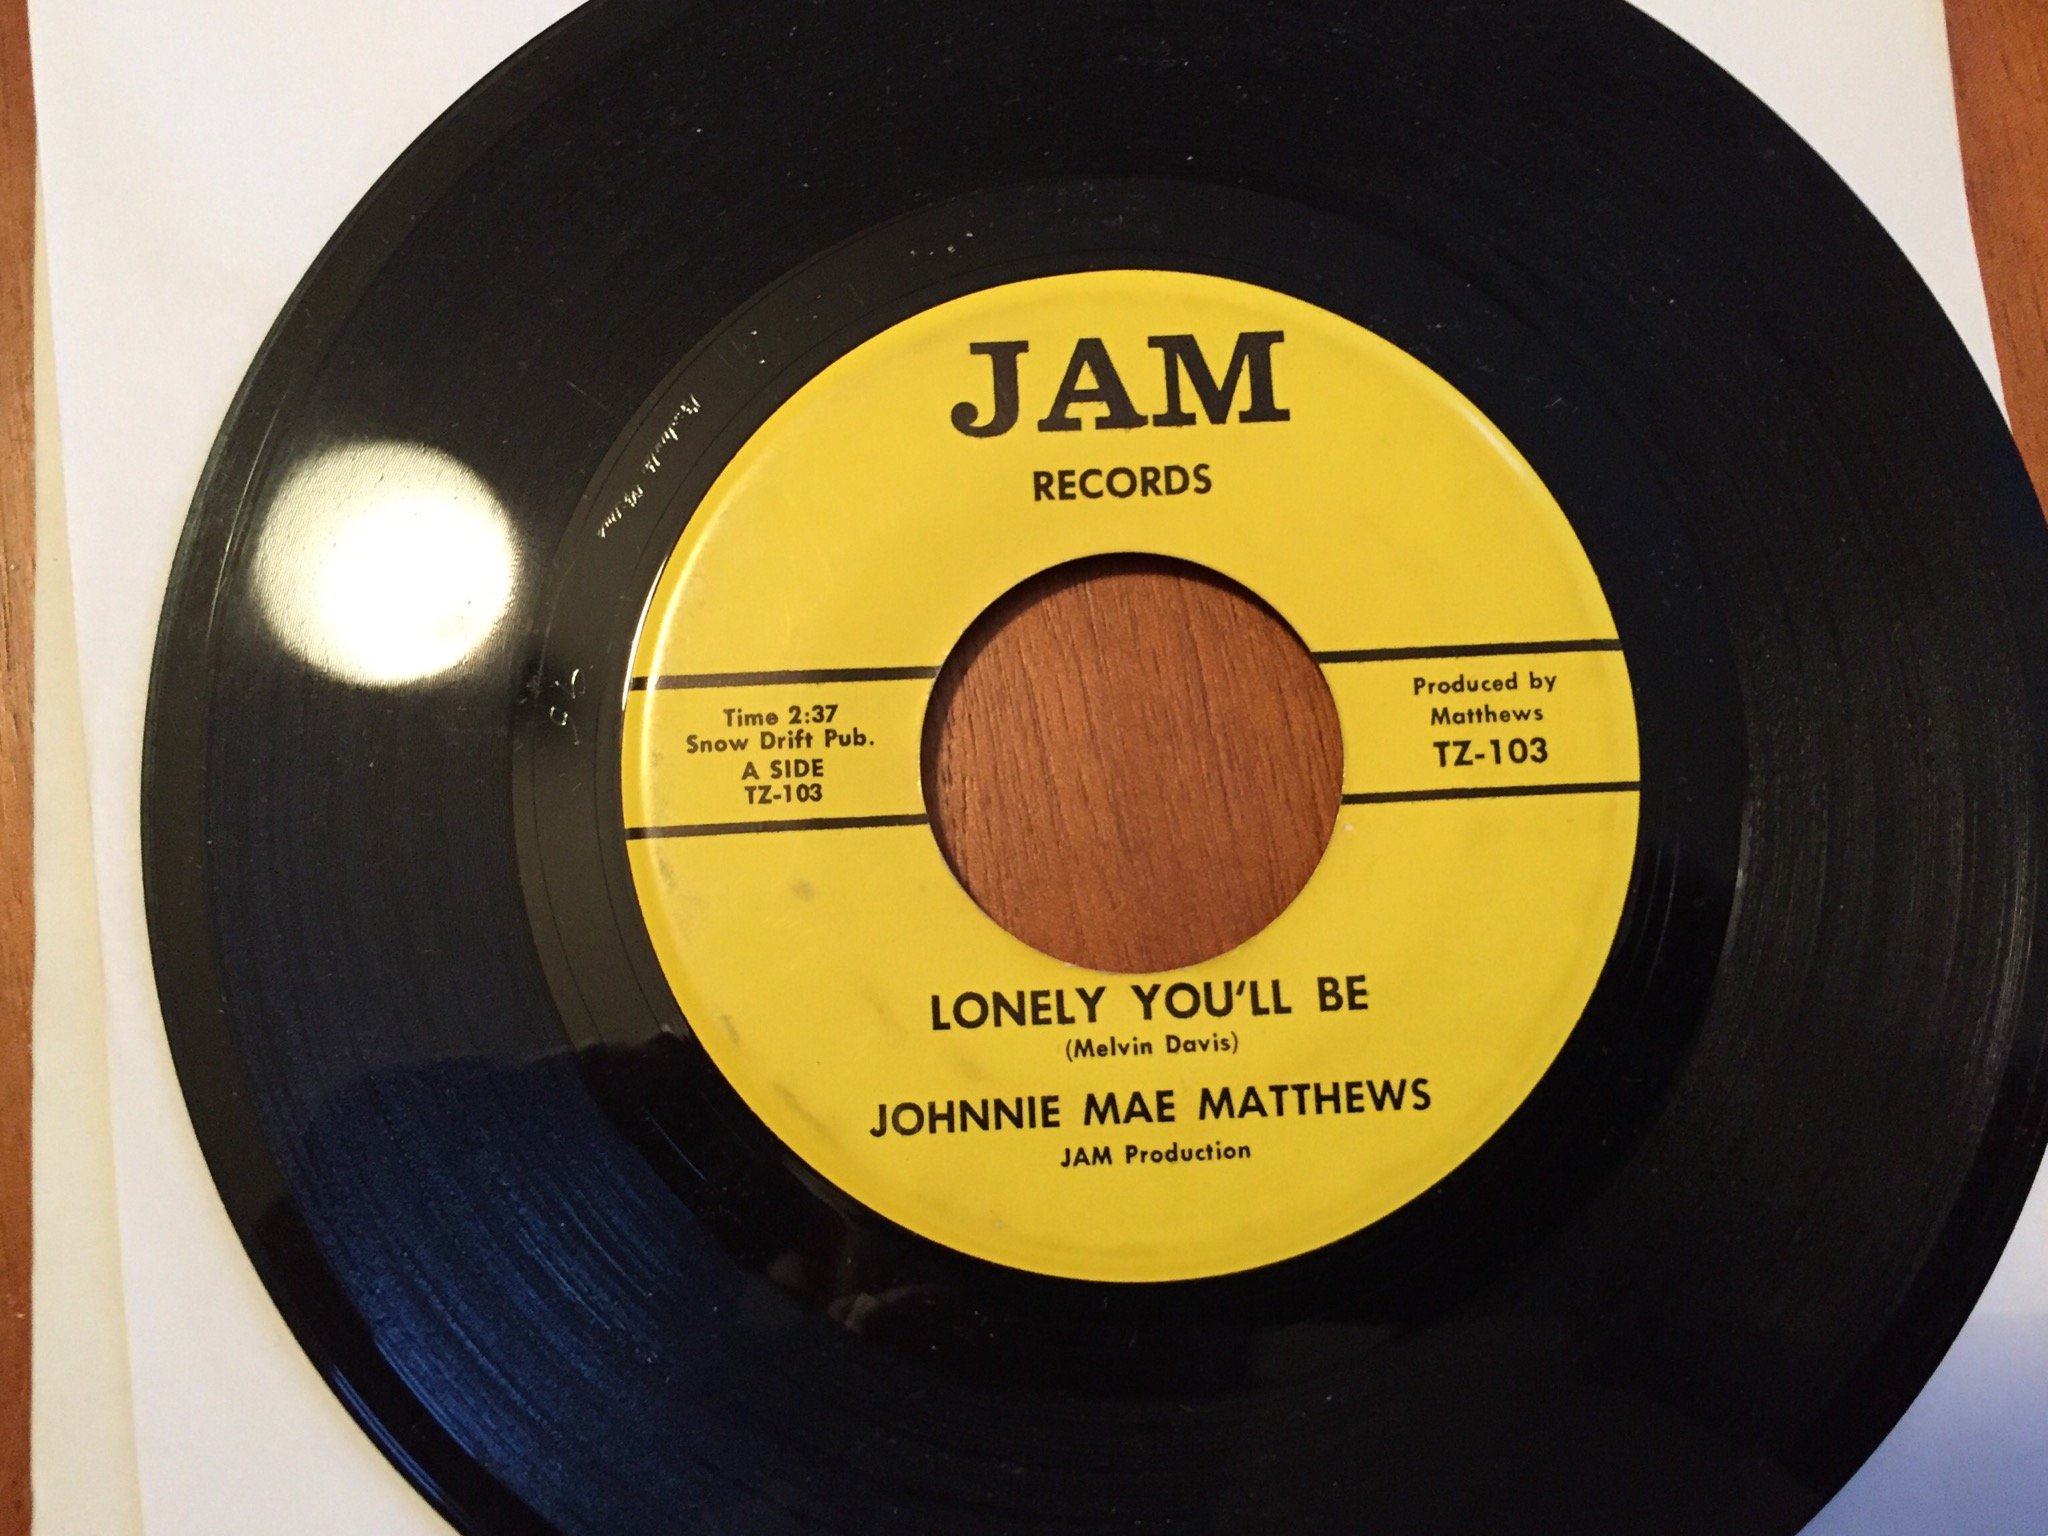 JAM
RECORDS
Time 2:37
Snow Drift Pub.
A SIDE
TZ-103
Produced by
Matthews
TZ-103
LONELY YOU'LL BE
(Melvin Davis)
JOHNNIE MAE MATTHEWS
JAM Production